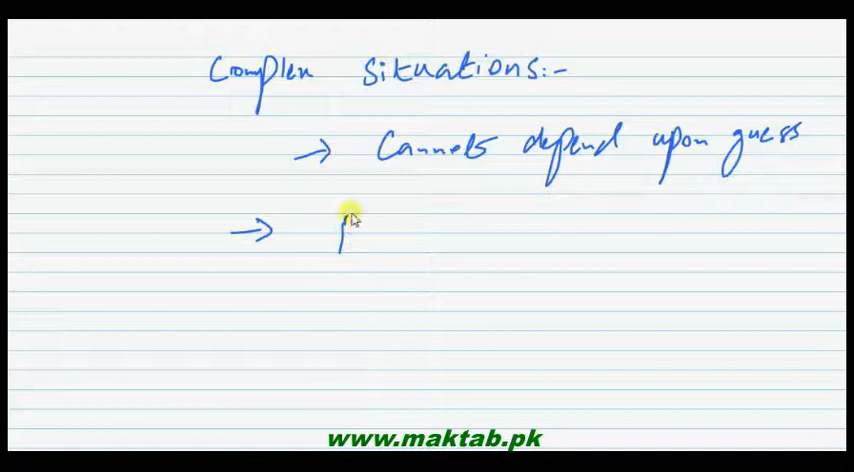 Complex situations:-
→ Cannot depend upon guess
→
www.maktab.pk